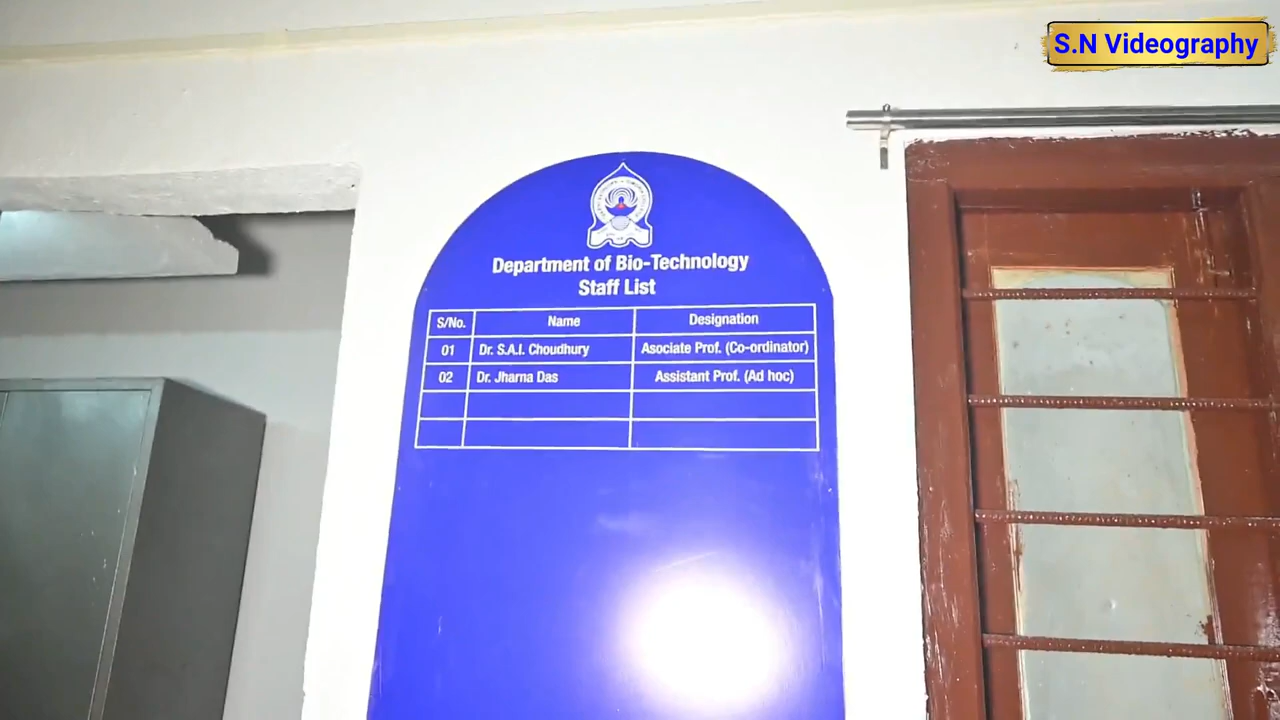 S.N Videography
Department of Bio-Technology
Staff List
S/No. Name Designation
01 Dr. S.A.I. Choudhury Asociate Prof. (Co-ordinator)
02 Dr. Jharna Das Assistant Prof. (Ad hoc)